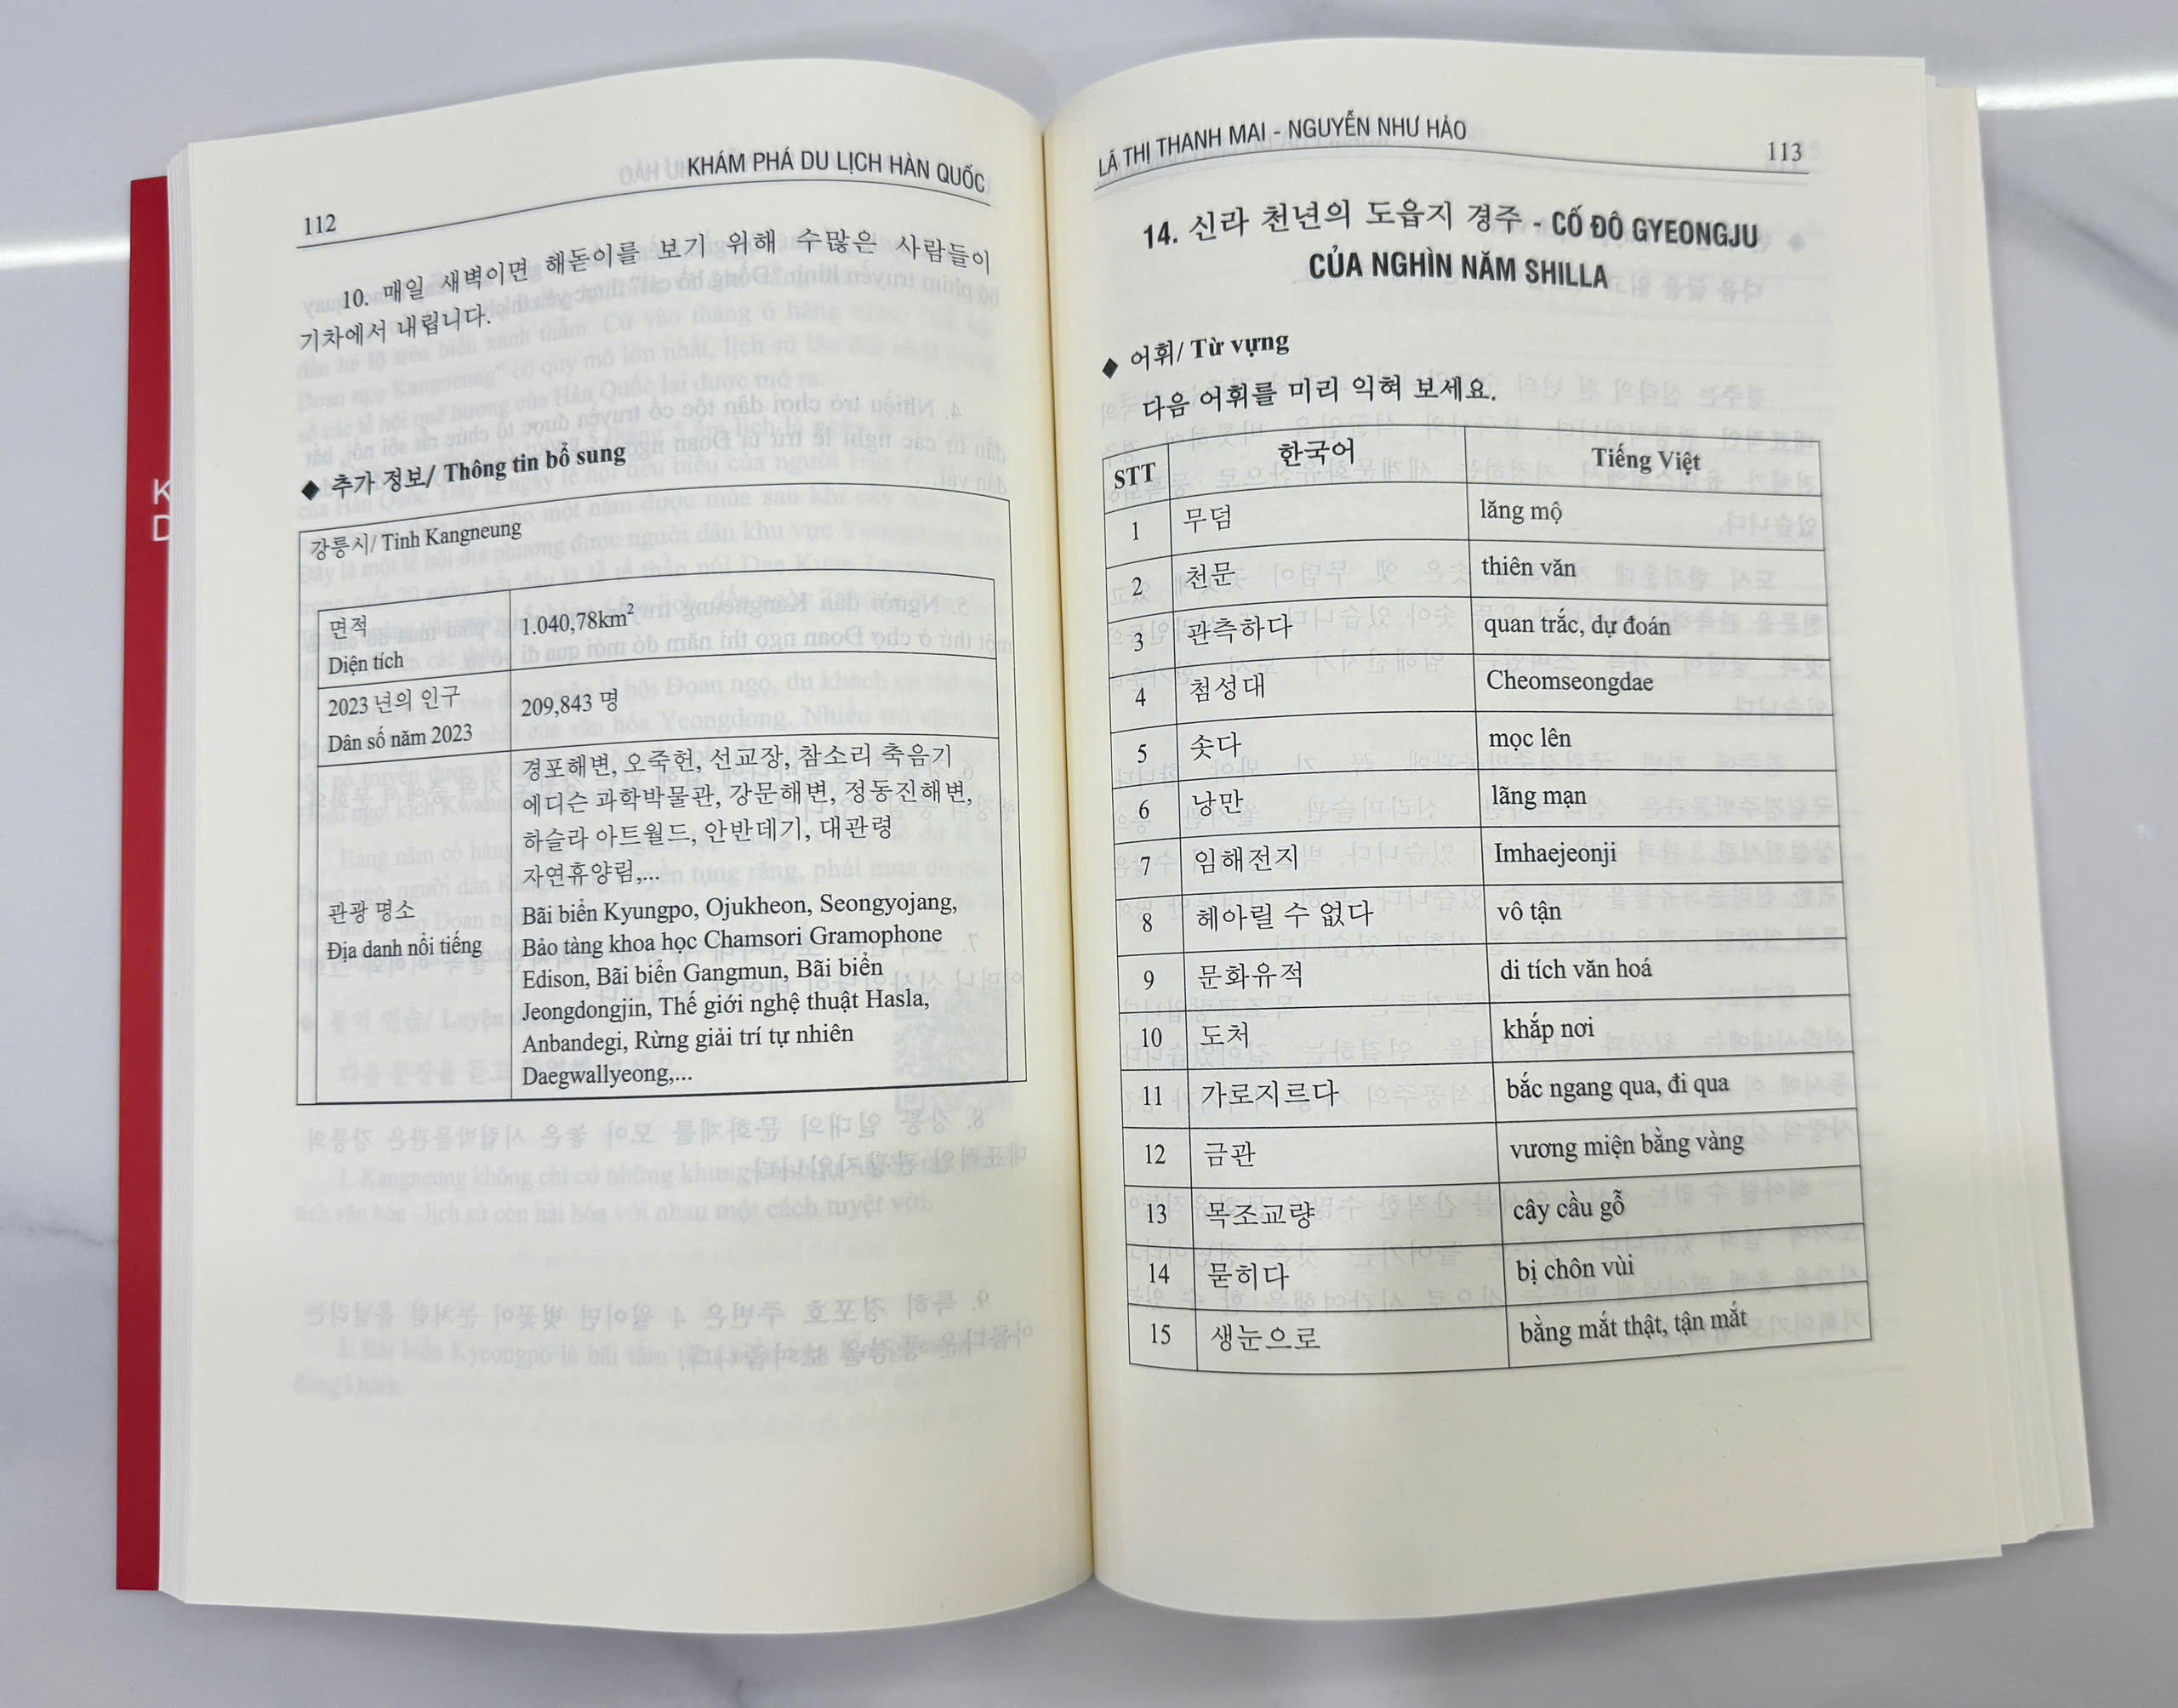 K
D
112
KHÁM PHÁ DU LỊCH HÀN QUỐC
10. 매일 새벽이면 해돋이를 보기 위해 수많은 사람들이
기차에서 내립니다.
◆ 추가 정보/ Thông tin bổ sung
강릉시/ Tỉnh Kangneung
면적
Diện tích
1.040,78km²
2023 년의 인구
Dân số năm 2023
209,843 명
관광 명소
Địa danh nổi tiếng
경포해변, 오죽헌, 선교장, 참소리 축음기
에디슨 과학박물관, 강문해변, 정동진해변,
하슬라 아트월드, 안반데기, 대관령
자연휴양림,...
Bãi biển Kyungpo, Ojukheon, Seongyojang,
Bảo tàng khoa học Chamsori Gramophone
Edison, Bãi biển Gangmun, Bãi biển
Jeongdongjin, Thế giới nghệ thuật Hasla,
Anbandegi, Rừng giải trí tự nhiên
Daegwallyeong,...
LÃ THỊ THANH MAI - NGUYỄN NHƯ HẢO
113
14. 신라 천년의 도읍지 경주 - CỐ ĐÔ GYEONGJU
CỦA NGHÌN NĂM SHILLA
◆ 어휘/ Từ vựng
다음 어휘를 미리 익혀 보세요.
STT 한국어 Tiếng Việt
1 무덤 lăng mộ
2 천문 thiên văn
3 관측하다 quan trắc, dự đoán
4 첨성대 Cheomseongdae
5 솟다 mọc lên
6 낭만 lãng mạn
7 임해전지 Imhaejeonji
8 헤아릴 수 없다 vô tận
9 문화유적 di tích văn hoá
10 도처 khắp nơi
11 가로지르다 bắc ngang qua, đi qua
12 금관 vương miện bằng vàng
13 목조교량 cây cầu gỗ
14 묻히다 bị chôn vùi
15 생눈으로 bằng mắt thật, tận mắt